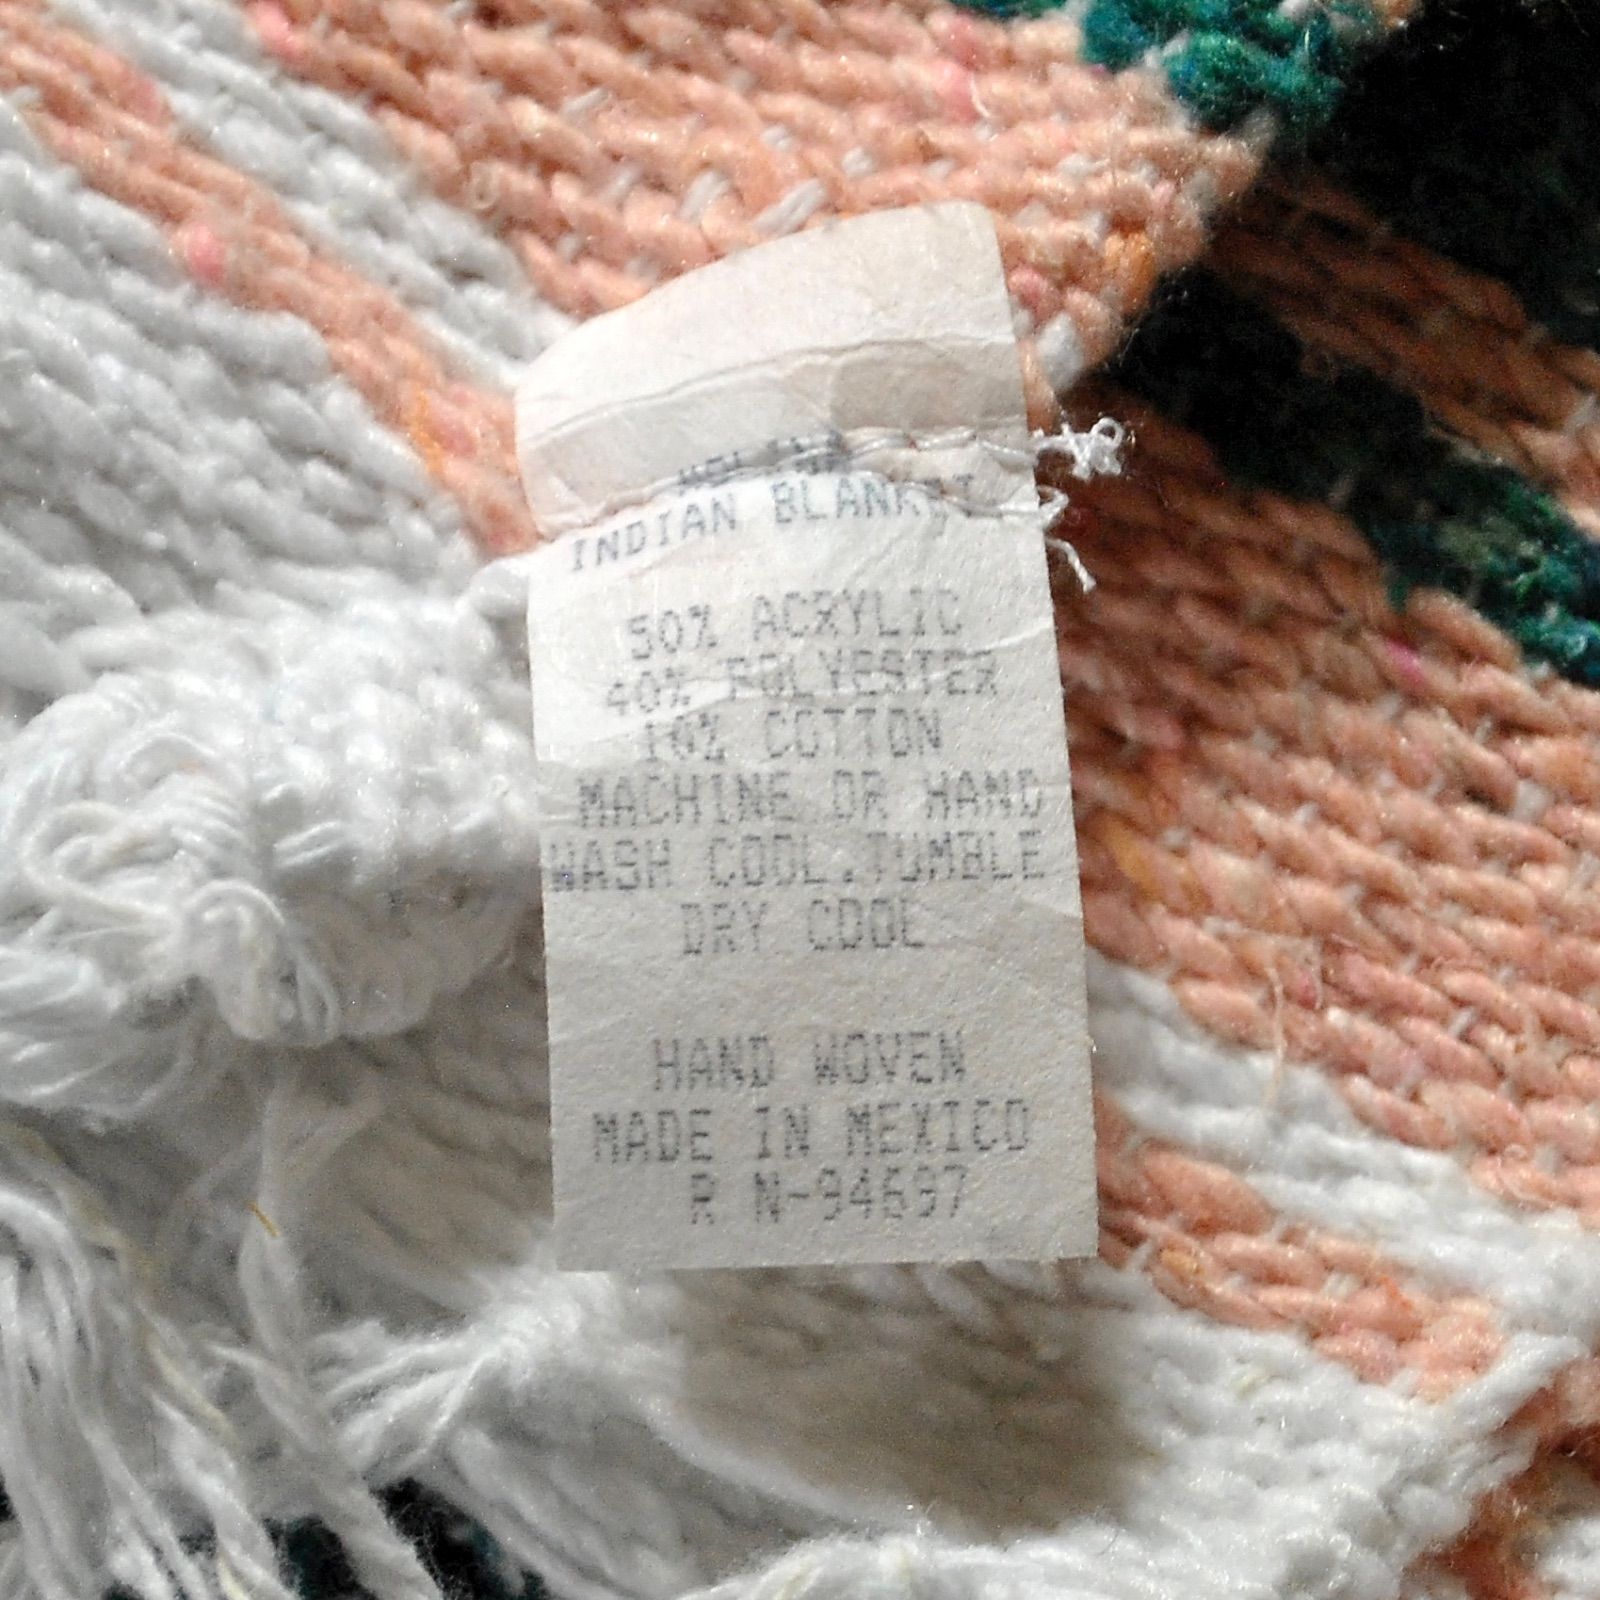 INDIAN BLANKET
50% ACRYLIC
40% POLYESTER
10% COTTON
MACHINE OR HAND
WASH COOL.TUMBLE
DRY COOL
HAND WOVEN
MADE IN MEXICO
R N-94697